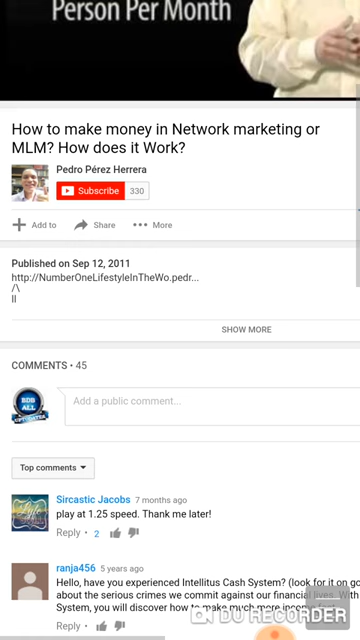 Person Per Month
How to make money in Network marketing or
MLM? How does it Work?
Pedro Pérez Herrera
Subscribe 330
Add to Share More
Published on Sep 12, 2011
http://NumberOneLifestyleInTheWo.pedr...
/\
||
SHOW MORE
COMMENTS • 45
BDB
ALL
UPTODATES
Add a public comment...
Top comments
Sircastic Jacobs 7 months ago
play at 1.25 speed. Thank me later!
Reply • 2
ranja456 5 years ago
Hello, have you experienced Intellitus Cash System? (look for it on go
about the serious crimes we commit against our financial lives. With
System, you will discover how to make much more income
Reply •
DU RECORDER